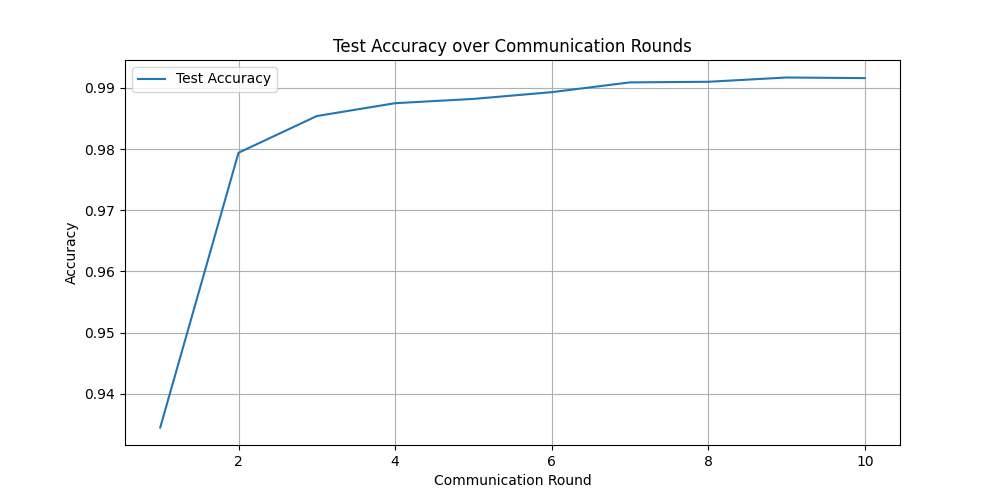 Test Accuracy over Communication Rounds
Test Accuracy
0.99
0.98
0.97
0.96
0.95
0.94
Accuracy
2 4 6 8 10
Communication Round